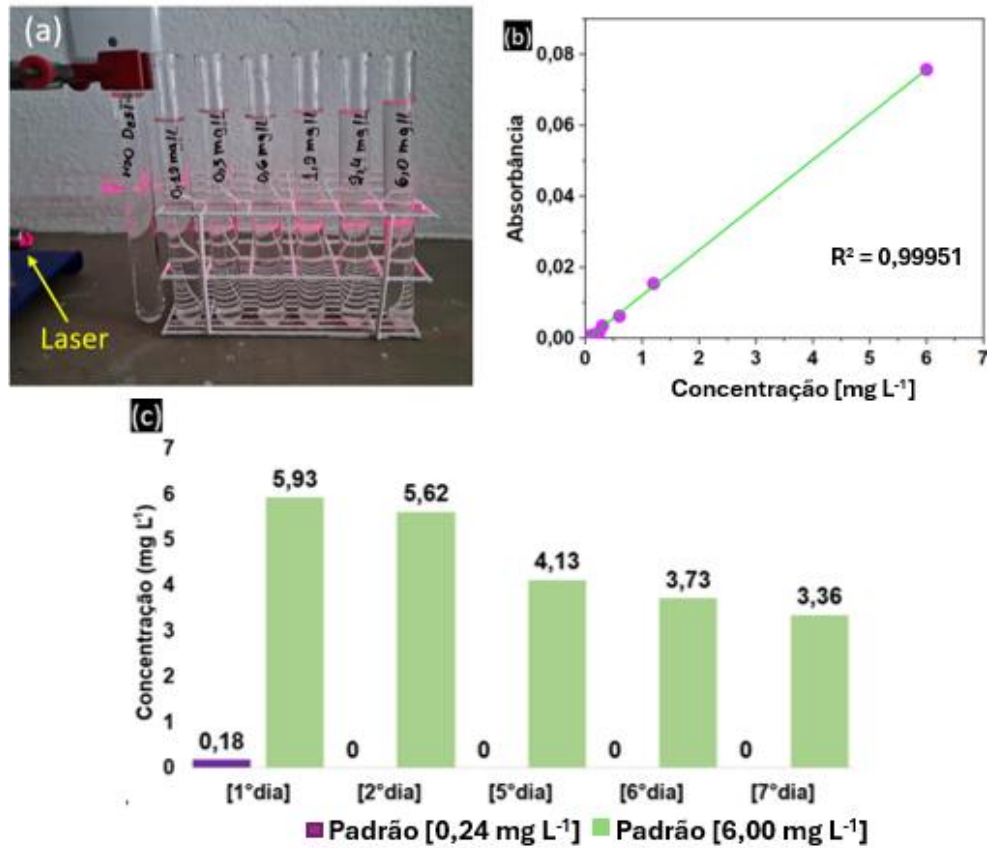 (a)
H2O Dest
0,12 mg/L
0,3 mg/L
0,6 mg/L
1,2 mg/L
2,4 mg/L
6,0 mg/L
Laser
(b)
0,08
0,06
0,04
0,02
0,00
Absorbância
R² = 0,99951
0 1 2 3 4 5 6 7
Concentração [mg L⁻¹]
(c)
7
6
5
4
3
2
1
0
Concentração (mg L⁻¹)
0,18 5,93
0 5,62
0 4,13
0 3,73
0 3,36
[1°dia] [2°dia] [5°dia] [6°dia] [7°dia]
Padrão [0,24 mg L⁻¹] Padrão [6,00 mg L⁻¹]